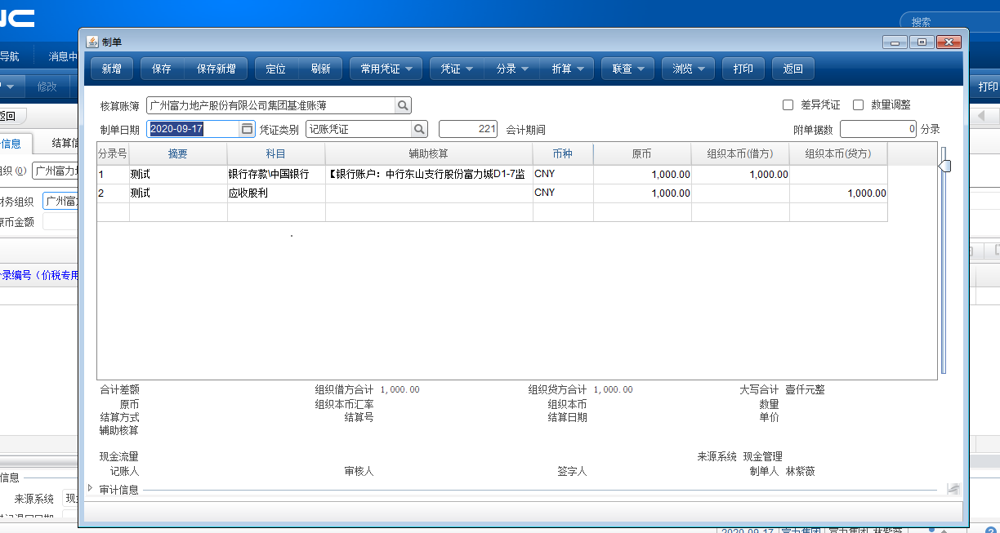 NC
搜索
导航 消息中
修改 打印
返回
信息 结算信
组织(O) 广州富力
财务组织 广州富
原币金额
录编号（价税专用
信息
来源系统 现
制单
新增 保存 保存新增 定位 刷新 常用凭证 凭证 分录 折算 联查 浏览 打印 返回
核算账簿 广州富力地产股份有限公司集团基准账簿 差异凭证 数量调整
制单日期 2020-09-17 凭证类别 记账凭证 221 会计期间 附单据数 0 分录
分录号 摘要 科目 辅助核算 币种 原币 组织本币(借方) 组织本币(贷方)
1 测试 银行存款\中国银行 【银行账户：中行东山支行股份富力城D1-7监 CNY 1,000.00 1,000.00
2 测试 应收股利 CNY 1,000.00 1,000.00
合计差额 组织借方合计 1,000.00 组织贷方合计 1,000.00 大写合计 壹仟元整
原币 组织本币汇率 组织本币 数量
结算方式 结算号 结算日期 单价
辅助核算
现金流量 来源系统 现金管理
记账人 审核人 签字人 制单人 林紫薇
审计信息
2020-09-17 富力集团 富力集团 林紫薇